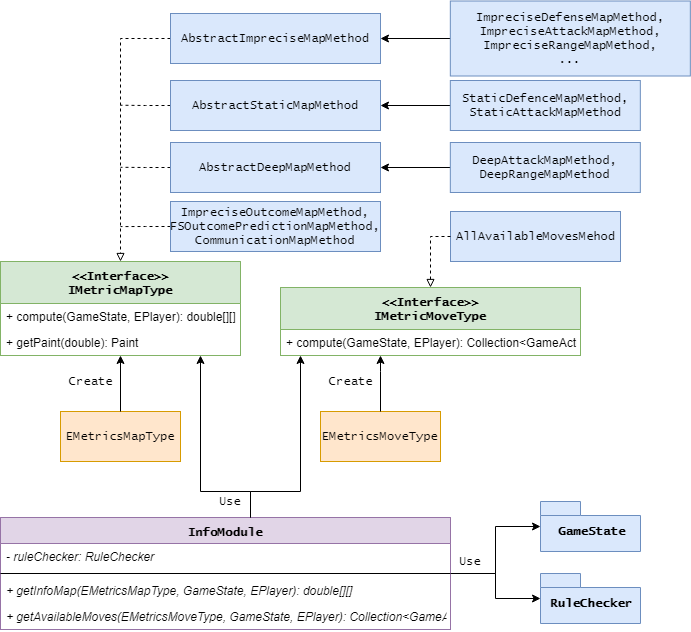 AbstractImpreciseMapMethod
ImpreciseDefenseMapMethod,
ImpreciseAttackMapMethod,
ImpreciseRangeMapMethod,
...
AbstractStaticMapMethod
StaticDefenceMapMethod,
StaticAttackMapMethod
AbstractDeepMapMethod
DeepAttackMapMethod,
DeepRangeMapMethod
ImpreciseOutcomeMapMethod,
FSOutcomePredictionMapMethod,
CommunicationMapMethod
AllAvailableMovesMehod
<<Interface>>
IMetricMapType
+ compute(GameState, EPlayer): double[][]
+ getPaint(double): Paint
<<Interface>>
IMetricMoveType
+ compute(GameState, EPlayer): Collection<GameAct
Create
Create
EMetricsMapType
EMetricsMoveType
Use
InfoModule
- ruleChecker: RuleChecker
+ getInfoMap(EMetricsMapType, GameState, EPlayer): double[][]
+ getAvailableMoves(EMetricsMoveType, GameState, EPlayer): Collection<GameA
Use
GameState
RuleChecker